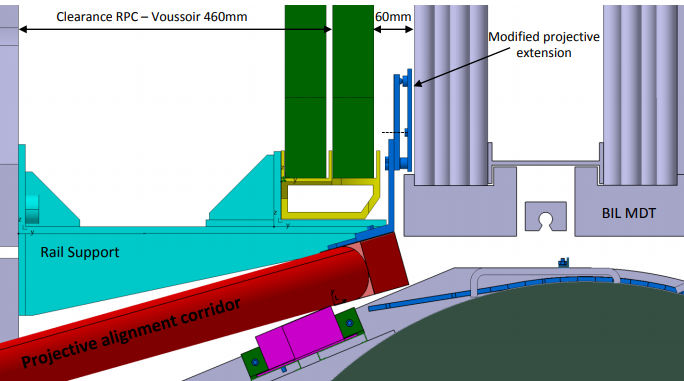 Clearance RPC – Voussoir 460mm
60mm
Modified projective
extension
BIL MDT
Rail Support
Projective alignment corridor